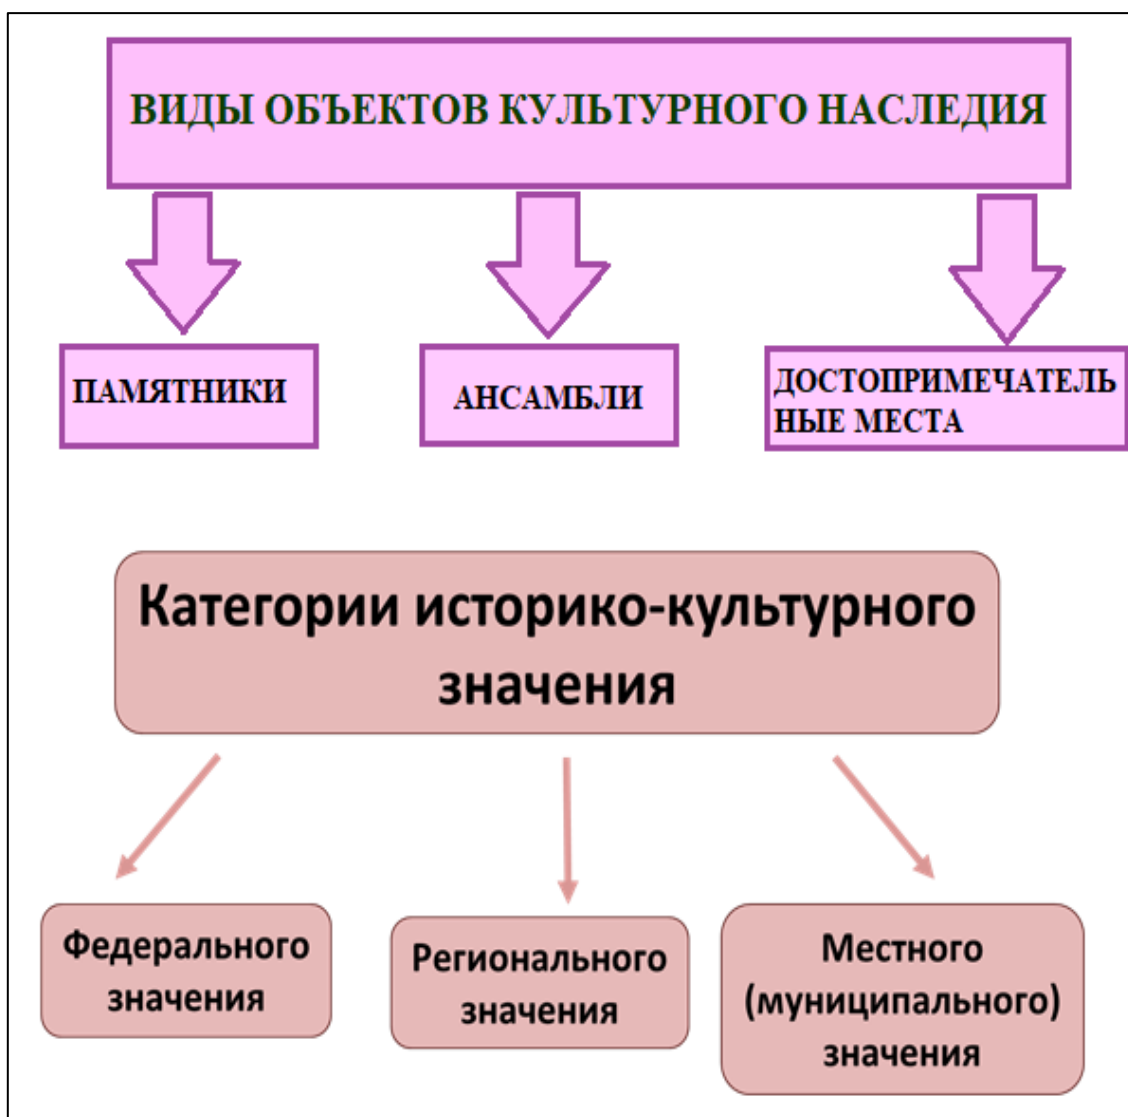 ВИДЫ ОБЪЕКТОВ КУЛЬТУРНОГО НАСЛЕДИЯ
ПАМЯТНИКИ
АНСАМБЛИ
ДОСТОПРИМЕЧАТЕЛЬ
НЫЕ МЕСТА
Категории историко-культурного
значения
Федерального
значения
Регионального
значения
Местного
(муниципального)
значения